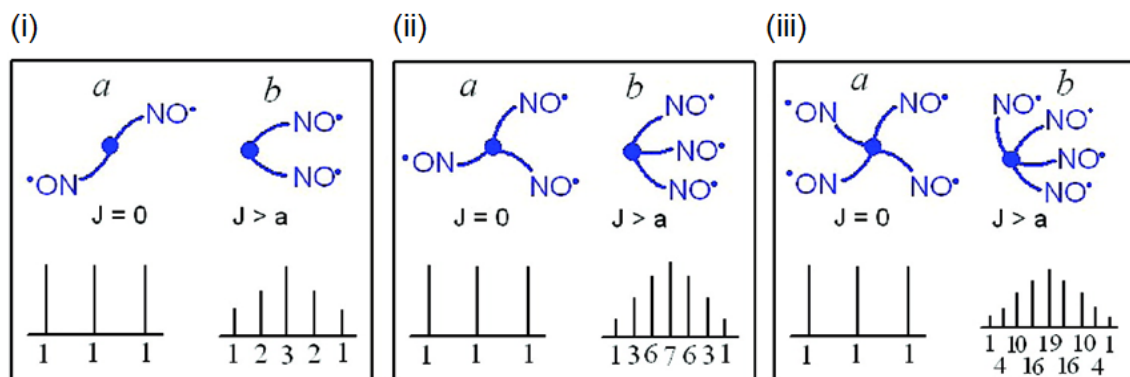 (i)
a
b
NO•
•ON
NO•
NO•
J = 0
J > a
1 1 1
1 2 3 2 1
(ii)
a
b
NO•
•ON
NO•
NO•
NO•
NO•
J = 0
J > a
1 1 1
1 3 6 7 6 3 1
(iii)
a
b
•ON
NO•
•ON
NO•
NO•
NO•
NO•
NO•
J = 0
J > a
1 1 1
1 10 19 10 1
4 16 16 4